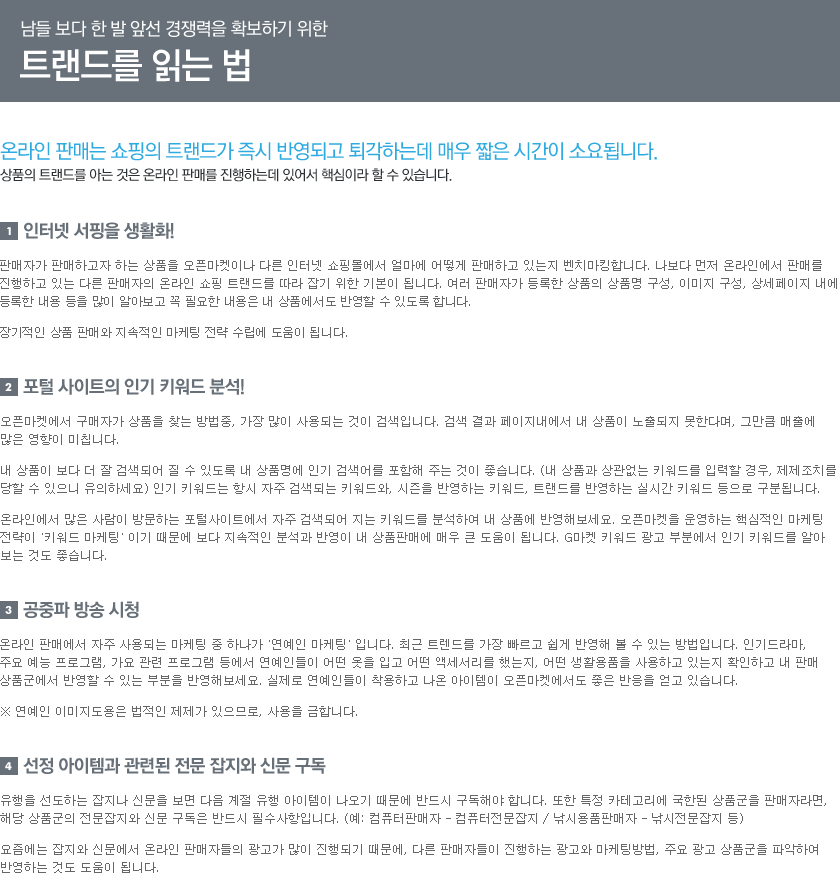 남들 보다 한 발 앞선 경쟁력을 확보하기 위한
트랜드를 읽는 법
온라인 판매는 쇼핑의 트랜드가 즉시 반영되고 퇴각하는데 매우 짧은 시간이 소요됩니다.
상품의 트랜드를 아는 것은 온라인 판매를 진행하는데 있어서 핵심이라 할 수 있습니다.
1 인터넷 서핑을 생활화!
판매자가 판매하고자 하는 상품을 오픈마켓이나 다른 인터넷 쇼핑몰에서 얼마에 어떻게 판매하고 있는지 벤치마킹합니다. 나보다 먼저 온라인에서 판매를
진행하고 있는 다른 판매자의 온라인 쇼핑 트랜드를 따라 잡기 위한 기본이 됩니다. 여러 판매자가 등록한 상품의 상품명 구성, 이미지 구성, 상세페이지 내에
등록한 내용 등을 많이 알아보고 꼭 필요한 내용은 내 상품에서도 반영할 수 있도록 합니다.
장기적인 상품 판매와 지속적인 마케팅 전략 수립에 도움이 됩니다.
2 포털 사이트의 인기 키워드 분석!
오픈마켓에서 구매자가 상품을 찾는 방법중, 가장 많이 사용되는 것이 검색입니다. 검색 결과 페이지내에서 내 상품이 노출되지 못한다며, 그만큼 매출에
많은 영향이 미칩니다.
내 상품이 보다 더 잘 검색되어 질 수 있도록 내 상품명에 인기 검색어를 포함해 주는 것이 좋습니다. (내 상품과 상관없는 키워드를 입력할 경우, 제제조치를
당할 수 있으니 유의하세요) 인기 키워드는 항시 자주 검색되는 키워드와, 시즌을 반영하는 키워드, 트랜드를 반영하는 실시간 키워드 등으로 구분됩니다.
온라인에서 많은 사람이 방문하는 포털사이트에서 자주 검색되어 지는 키워드를 분석하여 내 상품에 반영해보세요. 오픈마켓을 운영하는 핵심적인 마케팅
전략이 '키워드 마케팅' 이기 때문에 보다 지속적인 분석과 반영이 내 상품판매에 매우 큰 도움이 됩니다. G마켓 키워드 광고 부분에서 인기 키워드를 알아
보는 것도 좋습니다.
3 공중파 방송 시청
온라인 판매에서 자주 사용되는 마케팅 중 하나가 '연예인 마케팅' 입니다. 최근 트렌드를 가장 빠르고 쉽게 반영해 볼 수 있는 방법입니다. 인기드라마,
주요 예능 프로그램, 가요 관련 프로그램 등에서 연예인들이 어떤 옷을 입고 어떤 액세서리를 했는지, 어떤 생활용품을 사용하고 있는지 확인하고 내 판매
상품군에서 반영할 수 있는 부분을 반영해보세요. 실제로 연예인들이 착용하고 나온 아이템이 오픈마켓에서도 좋은 반응을 얻고 있습니다.
※ 연예인 이미지도용은 법적인 제제가 있으므로, 사용을 금합니다.
4 선정 아이템과 관련된 전문 잡지와 신문 구독
유행을 선도하는 잡지나 신문을 보면 다음 계절 유행 아이템이 나오기 때문에 반드시 구독해야 합니다. 또한 특정 카테고리에 국한된 상품군을 판매자라면,
해당 상품군의 전문잡지와 신문 구독은 반드시 필수사항입니다. (예: 컴퓨터판매자 - 컴퓨터전문잡지 / 낚시용품판매자 - 낚시전문잡지 등)
요즘에는 잡지와 신문에서 온라인 판매자들의 광고가 많이 진행되기 때문에, 다른 판매자들이 진행하는 광고와 마케팅방법, 주요 광고 상품군을 파악하여
반영하는 것도 도움이 됩니다.